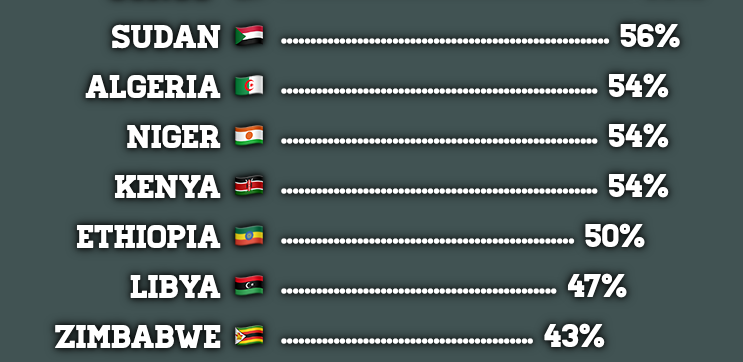 SUDAN 🇸🇩 ........................................................ 56%
ALGERIA 🇩🇿 ...................................................... 54%
NIGER 🇳🇪 ...................................................... 54%
KENYA 🇰🇪 ...................................................... 54%
ETHIOPIA 🇪🇹 .................................................. 50%
LIBYA 🇱🇾 ............................................... 47%
ZIMBABWE 🇿🇼 ........................................... 43%